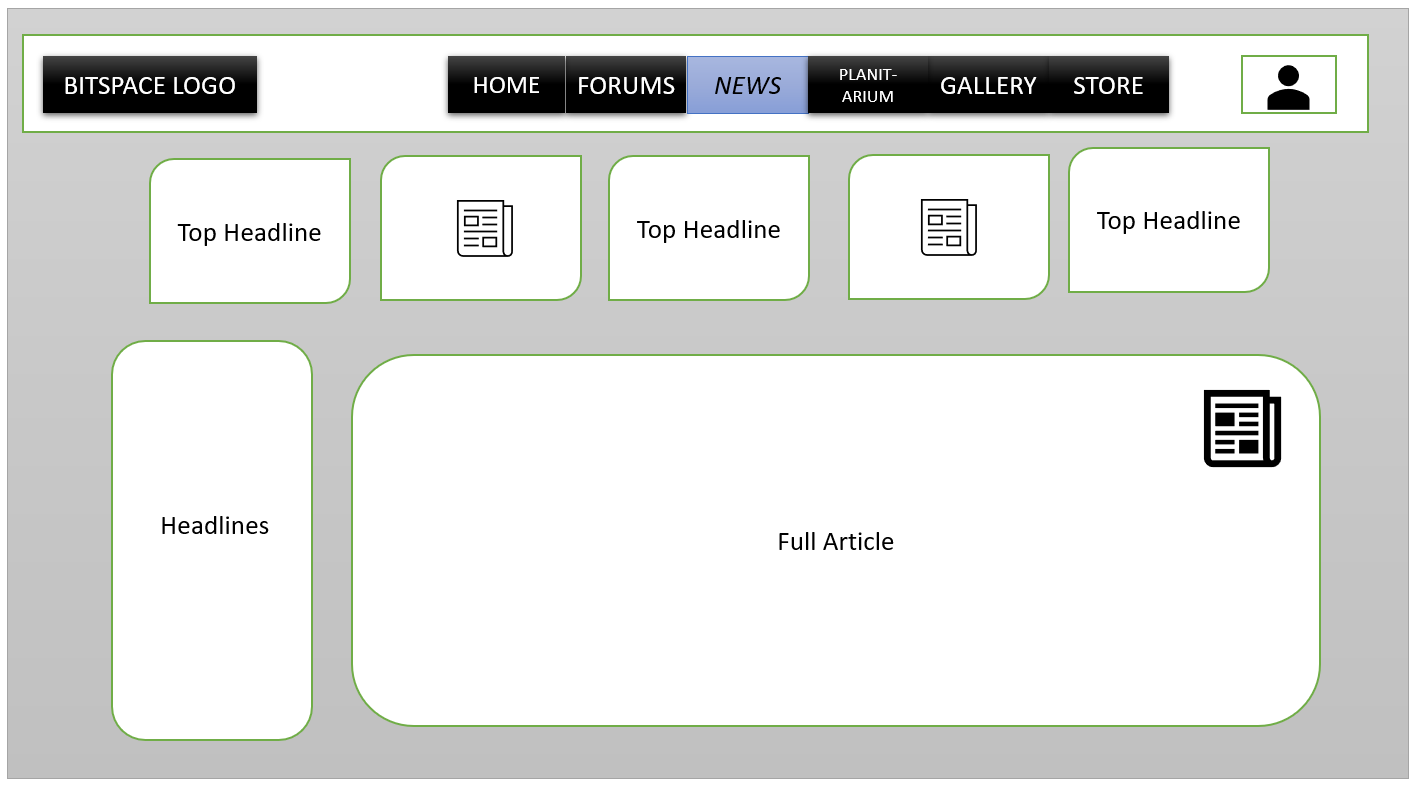 BITSPACE LOGO
HOME
FORUMS
NEWS
PLANIT-
ARIUM
GALLERY
STORE
Top Headline
Top Headline
Top Headline
Headlines
Full Article